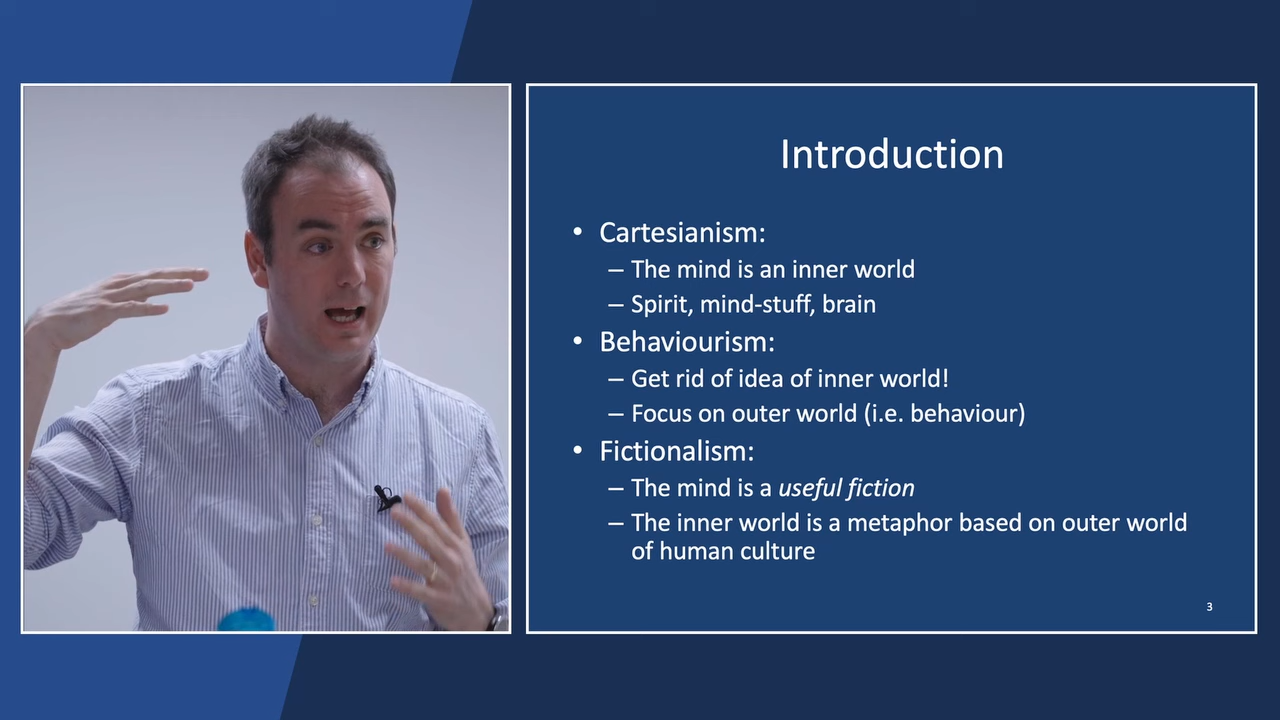 Introduction
• Cartesianism:
– The mind is an inner world
– Spirit, mind-stuff, brain
• Behaviourism:
– Get rid of idea of inner world!
– Focus on outer world (i.e. behaviour)
• Fictionalism:
– The mind is a useful fiction
– The inner world is a metaphor based on outer world
of human culture
3